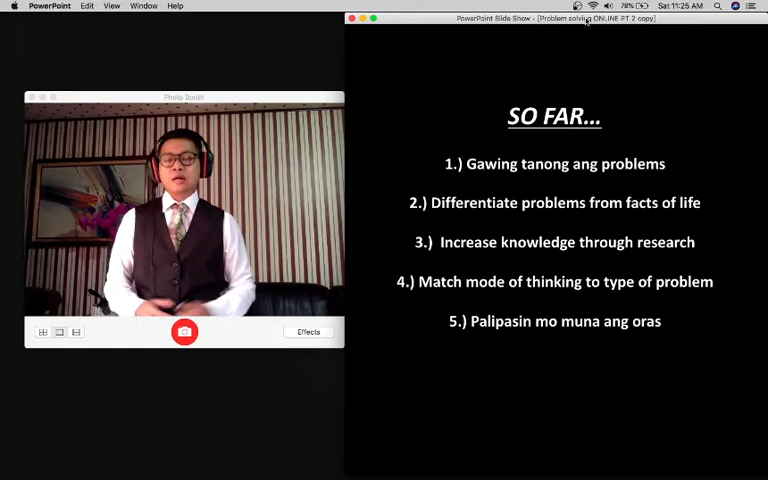 PowerPoint Edit View Window Help
78% Sat 11:25 AM
PowerPoint Slide Show - [Problem solving ONLINE PT 2 copy]
Photo Booth
SO FAR...
1.) Gawing tanong ang problems
2.) Differentiate problems from facts of life
3.) Increase knowledge through research
4.) Match mode of thinking to type of problem
5.) Palipasin mo muna ang oras
Effects